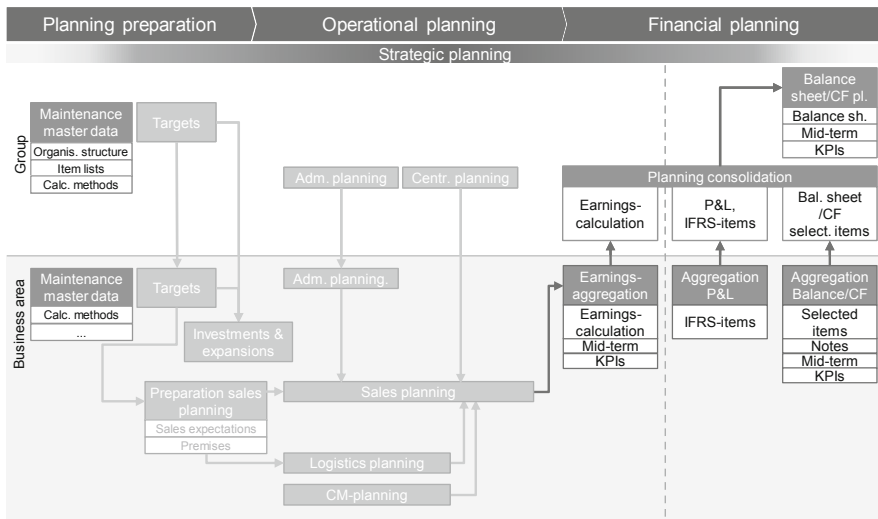 Planning preparation
Operational planning
Financial planning
Strategic planning
Group
Maintenance
master data
Organis. structure
Item lists
Calc. methods
Targets
Adm. planning
Centr. planning
Balance
sheet/CF pl.
Balance sh.
Mid-term
KPIs
Planning consolidation
Earnings-
calculation
P&L,
IFRS-items
Bal. sheet
/CF
select. items
Business area
Maintenance
master data
Calc. methods
...
Targets
Investments &
expansions
Adm. planning.
Earnings-
aggregation
Earnings-
calculation
Mid-term
KPIs
Aggregation
P&L
IFRS-items
Aggregation
Balance/CF
Selected
items
Notes
Mid-term
KPIs
Preparation sales
planning
Sales expectations
Premises
Sales planning
Logistics planning
CM-planning